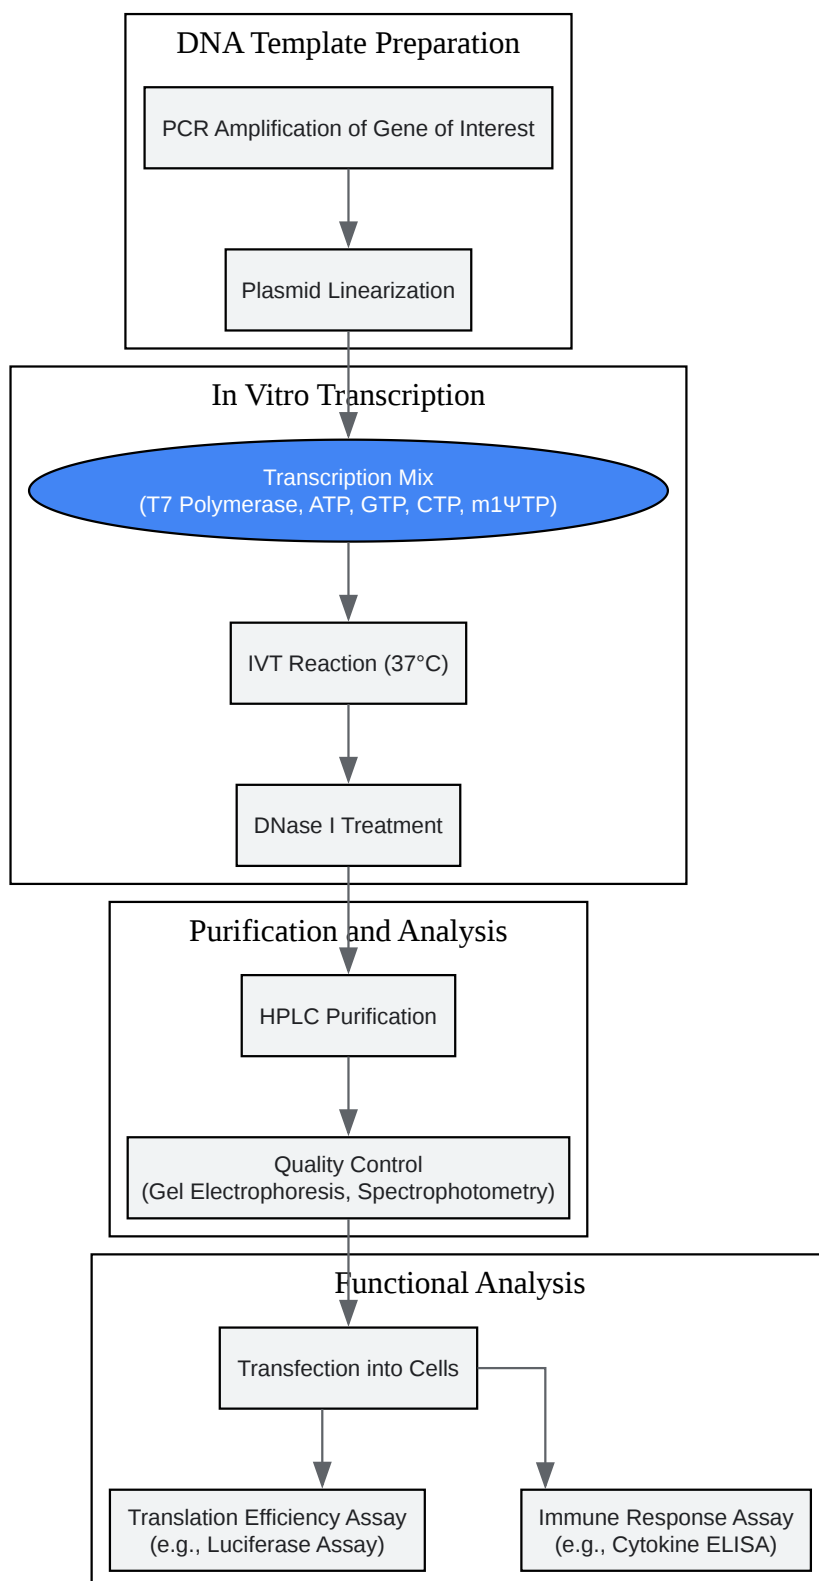 DNA Template Preparation
PCR Amplification of Gene of Interest
Plasmid Linearization
In Vitro Transcription
Transcription Mix
(T7 Polymerase, ATP, GTP, CTP, m1ΨTP)
IVT Reaction (37°C)
DNase I Treatment
Purification and Analysis
HPLC Purification
Quality Control
(Gel Electrophoresis, Spectrophotometry)
Functional Analysis
Transfection into Cells
Translation Efficiency Assay
(e.g., Luciferase Assay)
Immune Response Assay
(e.g., Cytokine ELISA)